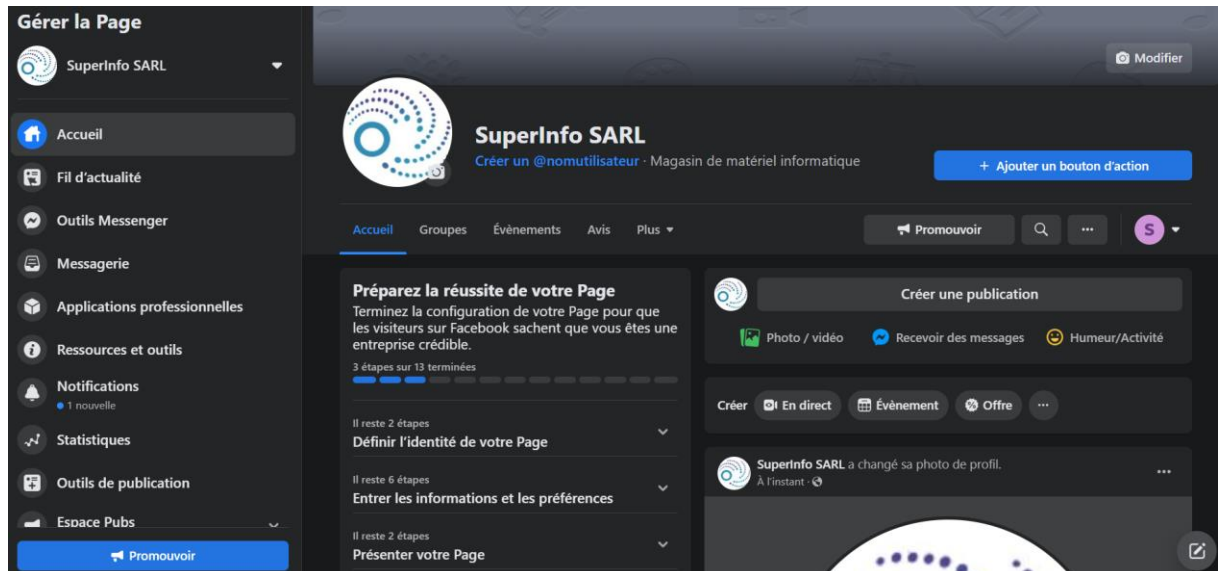 Gérer la Page
SuperInfo SARL
Accueil
Fil d'actualité
Outils Messenger
Messagerie
Applications professionnelles
Ressources et outils
Notifications
1 nouvelle
Statistiques
Outils de publication
Espace Pubs
Promouvoir
Modifier
SuperInfo SARL
Créer un @nomutilisateur · Magasin de matériel informatique
+ Ajouter un bouton d'action
Accueil Groupes Évènements Avis Plus
Promouvoir
S
Préparez la réussite de votre Page
Terminez la configuration de votre Page pour que
les visiteurs sur Facebook sachent que vous êtes une
entreprise crédible.
3 étapes sur 13 terminées
Il reste 2 étapes
Définir l'identité de votre Page
Il reste 6 étapes
Entrer les informations et les préférences
Il reste 2 étapes
Présenter votre Page
Créer une publication
Photo / vidéo Recevoir des messages Humeur/Activité
Créer En direct Évènement Offre
SuperInfo SARL a changé sa photo de profil.
À l'instant ·